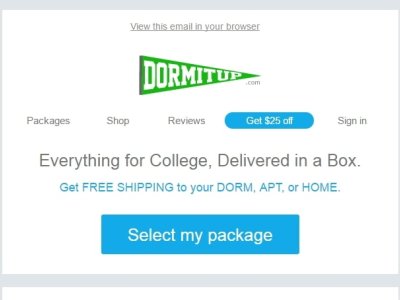 View this email in your browser
DORMITUP
.com
Packages Shop Reviews Get $25 off Sign in
Everything for College, Delivered in a Box.
Get FREE SHIPPING to your DORM, APT, or HOME.
Select my package